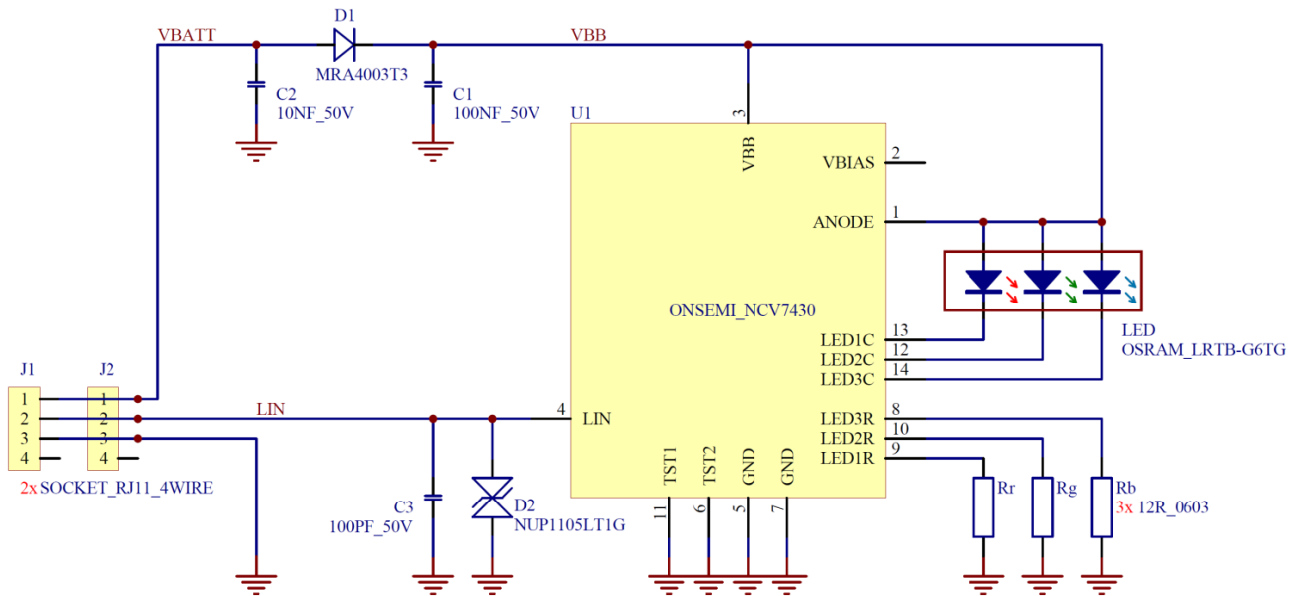 D1
VBATT
VBB
MRA4003T3
C2
10NF_50V
C1
100NF_50V
U1
3
VBB
VBIAS
2
ANODE
1
ONSEMI_NCV7430
LED1C
13
LED2C
12
LED3C
14
LED
OSRAM_LRTB-G6TG
J1
J2
1
2
3
4
1
2
3
4
2x SOCKET_RJ11_4WIRE
LIN
4
LIN
LED3R
8
LED2R
10
LED1R
9
TST1
TST2
GND
GND
11
6
5
7
C3
100PF_50V
D2
NUP1105LT1G
Rr
Rg
Rb
3x 12R_0603